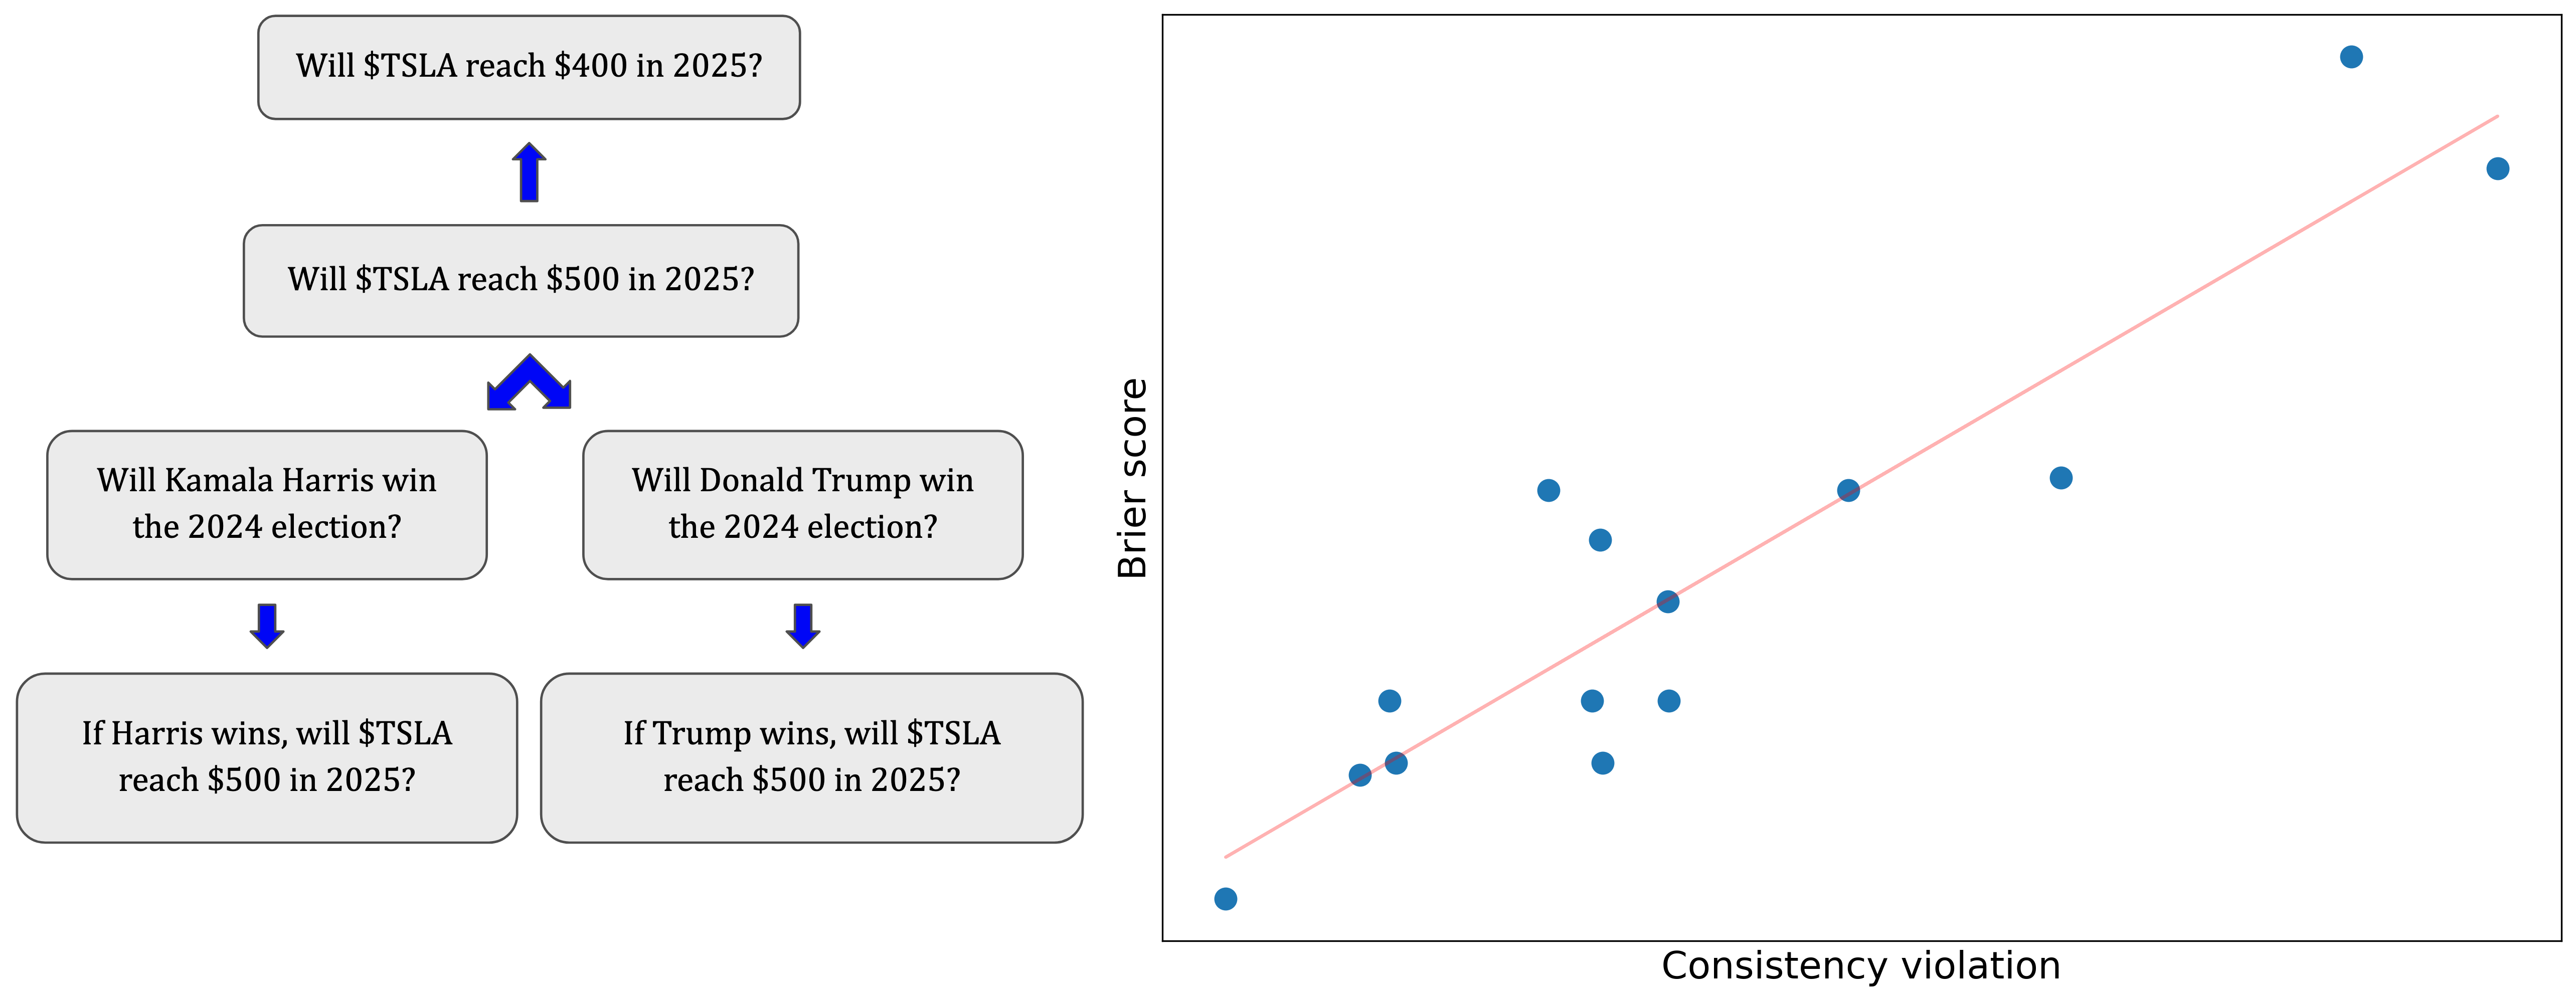 Will $TSLA reach $400 in 2025?
Will $TSLA reach $500 in 2025?
Will Kamala Harris win
the 2024 election?
Will Donald Trump win
the 2024 election?
If Harris wins, will $TSLA
reach $500 in 2025?
If Trump wins, will $TSLA
reach $500 in 2025?
Brier score
Consistency violation